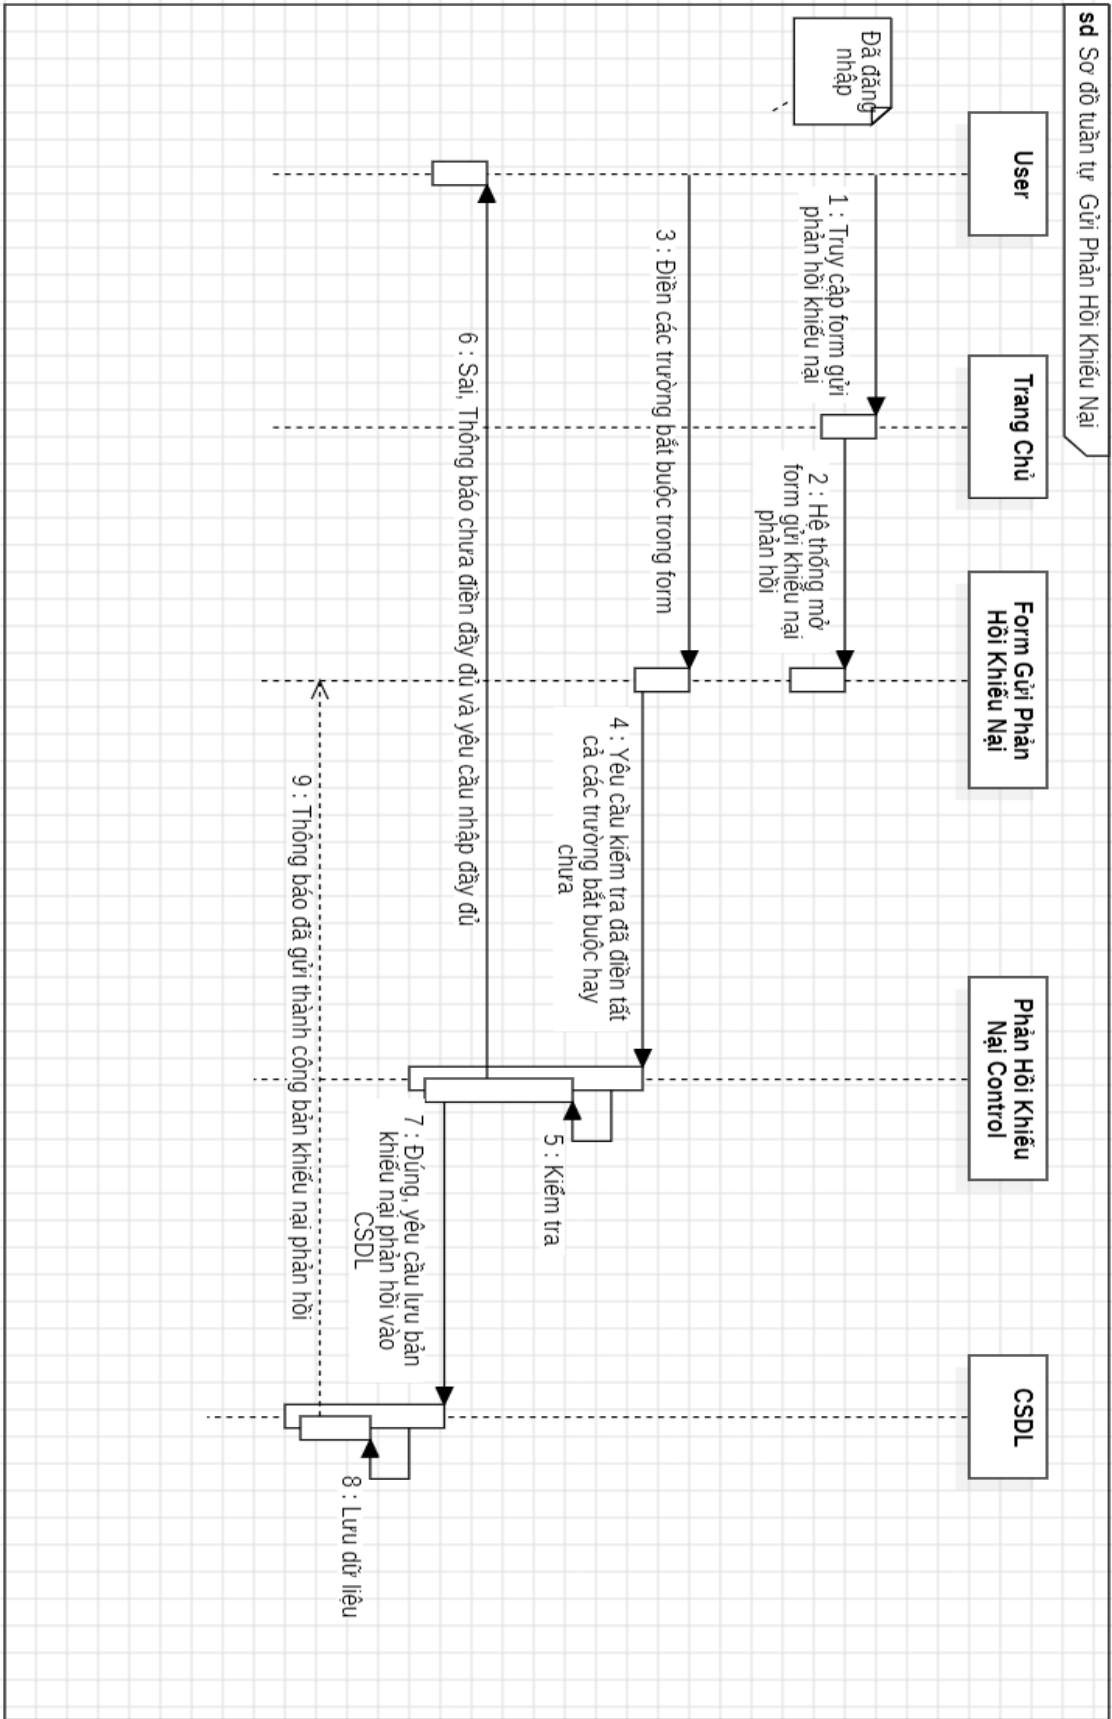 sd Sơ đồ tuần tự Gửi Phản Hồi Khiếu Nại
Đã đăng
nhập
User
Trang Chủ
Form Gửi Phản
Hồi Khiếu Nại
Phản Hồi Khiếu
Nại Control
CSDL
1 : Truy cập form gửi
phản hồi khiếu nại
2 : Hệ thống mở
form gửi khiếu nại
phản hồi
3 : Điền các trường bắt buộc trong form
4 : Yêu cầu kiểm tra đã điền tất
cả các trường bắt buộc hay
chưa
5 : Kiểm tra
6 : Sai, Thông báo chưa điền đầy đủ và yêu cầu nhập đầy đủ
7 : Đúng, yêu cầu lưu bản
khiếu nại phản hồi vào
CSDL
8 : Lưu dữ liệu
9 : Thông báo đã gửi thành công bản khiếu nại phản hồi